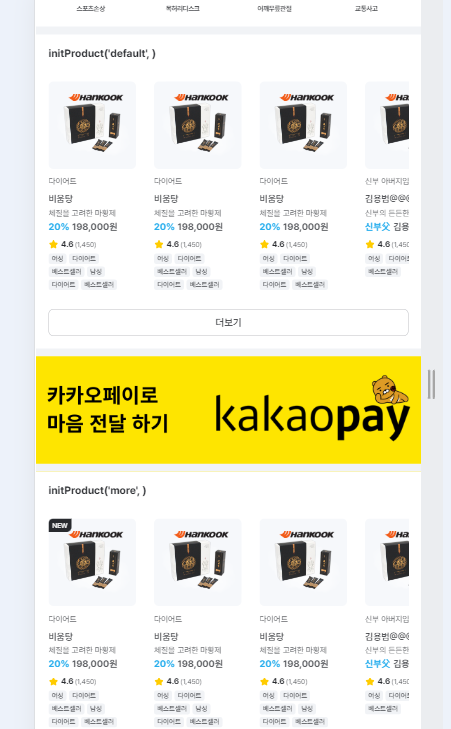 스포츠손상 목허리디스크 어깨무릎관절 교통사고
initProduct('default', )
HANKOOK HANKOOK HANKOOK HANK
다이어트 다이어트 다이어트 신부 아버지입
비움당 비움당 비움당 김용범@@@
체질을 고려한 마황제 체질을 고려한 마황제 체질을 고려한 마황제 신부의 든든한
20% 198,000원 20% 198,000원 20% 198,000원 신부父 김용
4.6 (1,450) 4.6 (1,450) 4.6 (1,450) 4.6 (1,450
여성 다이어트 여성 다이어트 여성 다이어트 여성 다이어트
베스트셀러 남성 베스트셀러 남성 베스트셀러 남성 베스트셀러
다이어트 베스트셀러 다이어트 베스트셀러 다이어트 베스트셀러
더보기
카카오페이로
마음 전달 하기
kakaopay
initProduct('more', )
NEW
HANKOOK HANKOOK HANKOOK HANK
다이어트 다이어트 다이어트 신부 아버지입
비움당 비움당 비움당 김용범@@@
체질을 고려한 마황제 체질을 고려한 마황제 체질을 고려한 마황제 신부의 든든한
20% 198,000원 20% 198,000원 20% 198,000원 신부父 김용
4.6 (1,450) 4.6 (1,450) 4.6 (1,450) 4.6 (1,450
여성 다이어트 여성 다이어트 여성 다이어트 여성 다이어트
베스트셀러 남성 베스트셀러 남성 베스트셀러 남성 베스트셀러
다이어트 베스트셀러 다이어트 베스트셀러 다이어트 베스트셀러